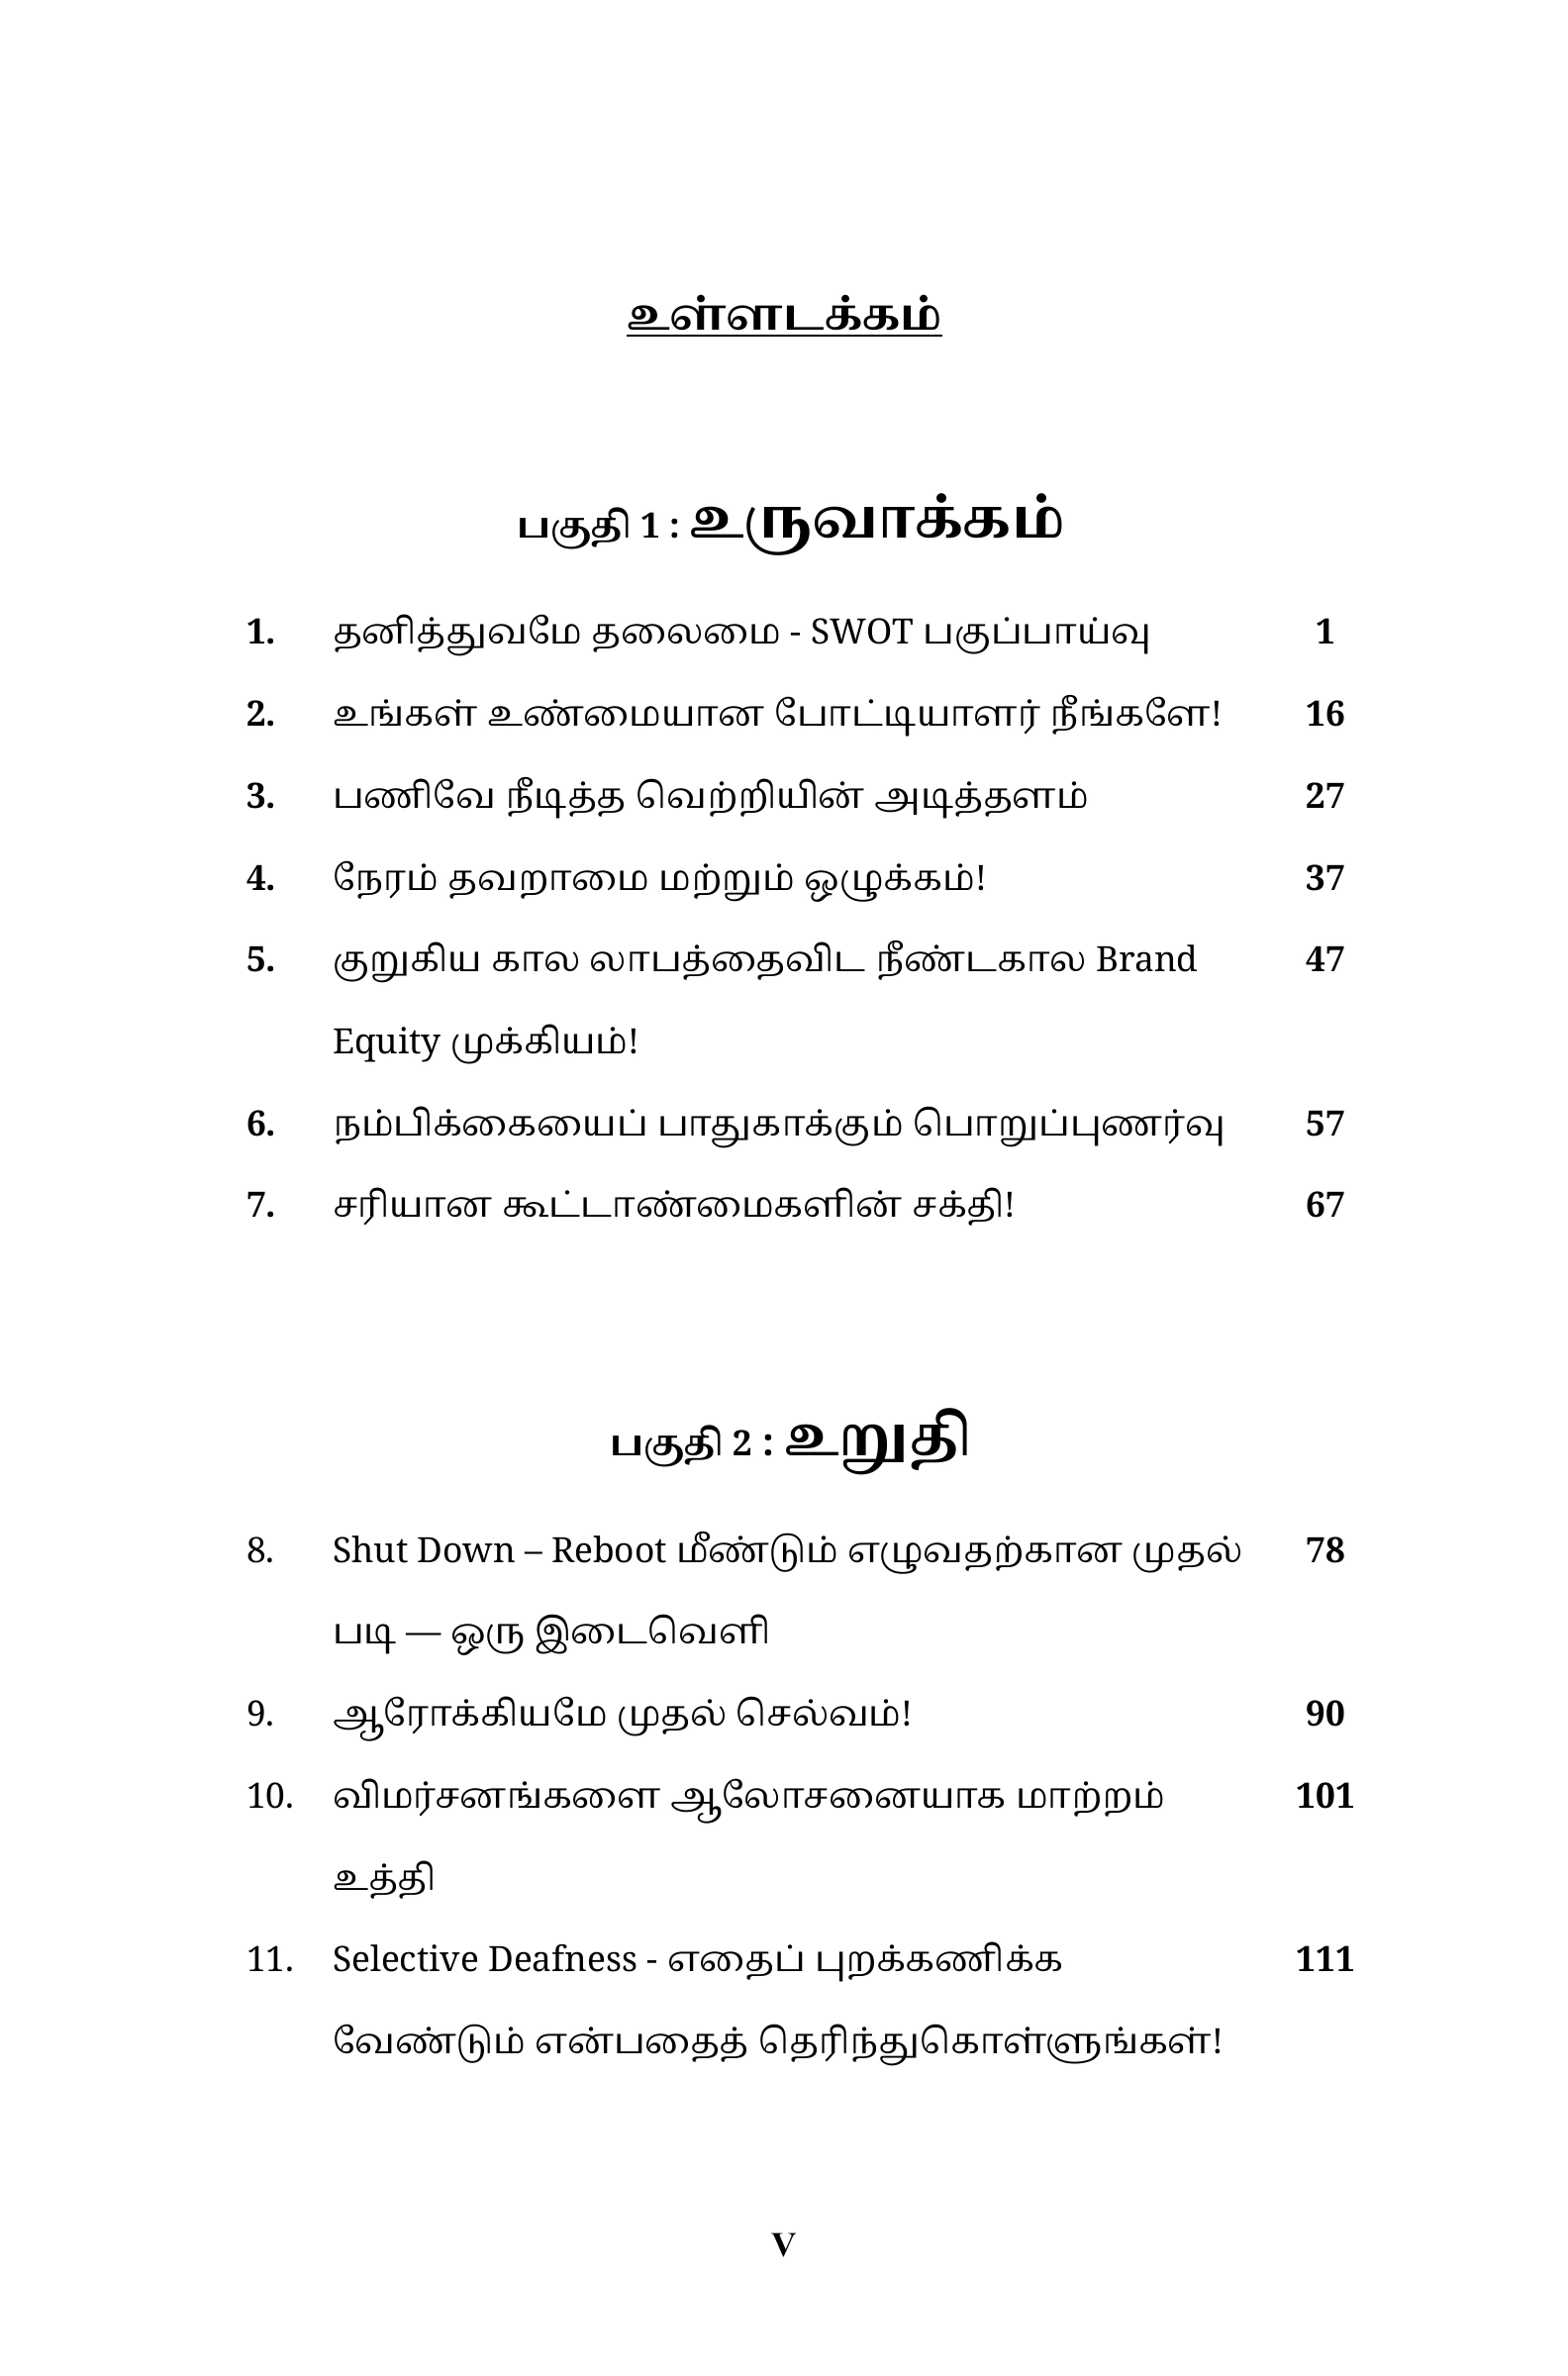 உள்ளடக்கம்
பகுதி 1 : உருவாக்கம்
1. தனித்துவமே தலைமை - SWOT பகுப்பாய்வு 1
2. உங்கள் உண்மையான போட்டியாளர் நீங்களே! 16
3. பணிவே நீடித்த வெற்றியின் அடித்தளம் 27
4. நேரம் தவறாமை மற்றும் ஒழுக்கம்! 37
5. குறுகிய கால லாபத்தைவிட நீண்டகால Brand 47
Equity முக்கியம்!
6. நம்பிக்கையைப் பாதுகாக்கும் பொறுப்புணர்வு 57
7. சரியான கூட்டாண்மைகளின் சக்தி! 67
பகுதி 2 : உறுதி
8. Shut Down – Reboot மீண்டும் எழுவதற்கான முதல் 78
படி — ஒரு இடைவெளி
9. ஆரோக்கியமே முதல் செல்வம்! 90
10. விமர்சனங்களை ஆலோசனையாக மாற்றம் 101
உத்தி
11. Selective Deafness - எதைப் புறக்கணிக்க 111
வேண்டும் என்பதைத் தெரிந்துகொள்ளுங்கள்!
v